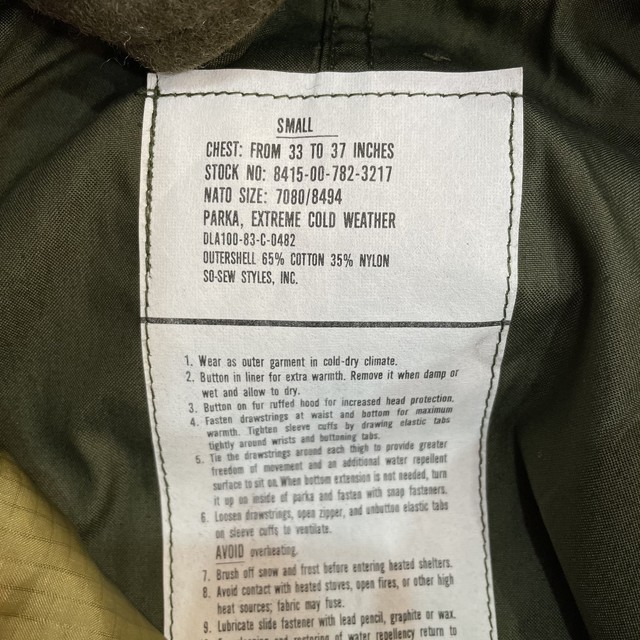 SMALL
CHEST: FROM 33 TO 37 INCHES
STOCK NO: 8415-00-782-3217
NATO SIZE: 7080/8494
PARKA, EXTREME COLD WEATHER
DLA100-83-C-0482
OUTERSHELL 65% COTTON 35% NYLON
SO-SEW STYLES, INC.
1. Wear as outer garment in cold-dry climate.
2. Button in liner for extra warmth. Remove it when damp or
wet and allow to dry.
3. Button on fur ruffed hood for increased head protection.
4. Fasten drawstrings at waist and bottom for maximum
warmth. Tighten sleeve cuffs by drawing elastic tabs
tightly around wrists and buttoning tabs.
5. Tie the drawstrings around each thigh to provide greater
freedom of movement and an additional water repellent
surface to sit on. When bottom extension is not needed, turn
it up on inside of parka and fasten with snap fasteners.
6. Loosen drawstrings, open zipper, and unbutton elastic tabs
on sleeve cuffs to ventilate.
AVOID overheating.
7. Brush off snow and frost before entering heated shelters.
8. Avoid contact with heated stoves, open fires, or other high
heat sources; fabric may fuse.
9. Lubricate slide fastener with lead pencil, graphite or wax.
of water repellency return to